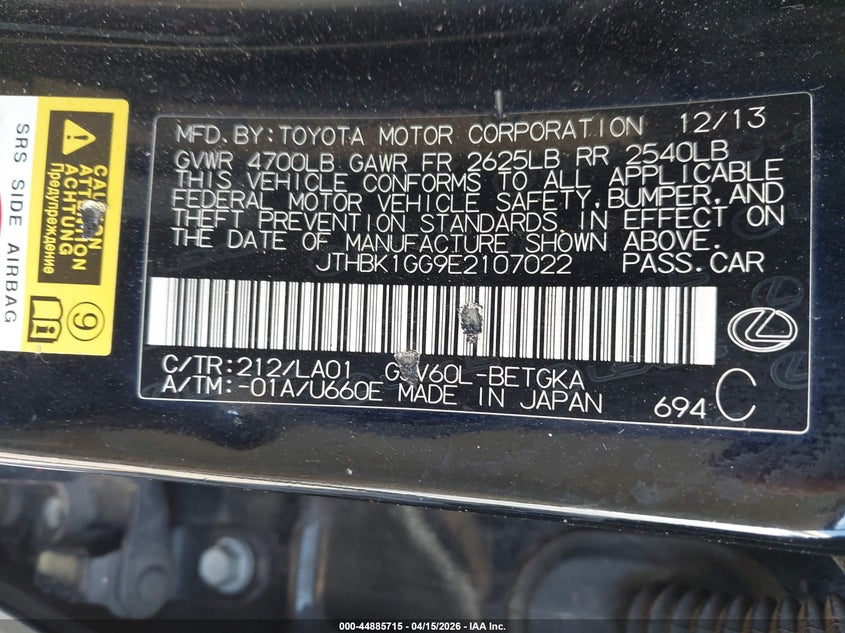 MFD. BY: TOYOTA MOTOR CORPORATION 12/13
GVWR 4700LB GAWR FR 2625LB RR 2540LB
THIS VEHICLE CONFORMS TO ALL APPLICABLE
FEDERAL MOTOR VEHICLE SAFETY, BUMPER, AND
THEFT PREVENTION STANDARDS IN EFFECT ON
THE DATE OF MANUFACTURE SHOWN ABOVE.
JTHBK1GG9E2107022 PASS. CAR
C/TR: 212/LA01 V60L-BETGKA
A/TM: -01A/U660E MADE IN JAPAN
694 C
SRS SIDE AIRBAG
CAUTION
ATTENTION
ACHTUNG
Предупреждение
9
000-44885715 - 04/15/2026 - IAA Inc.